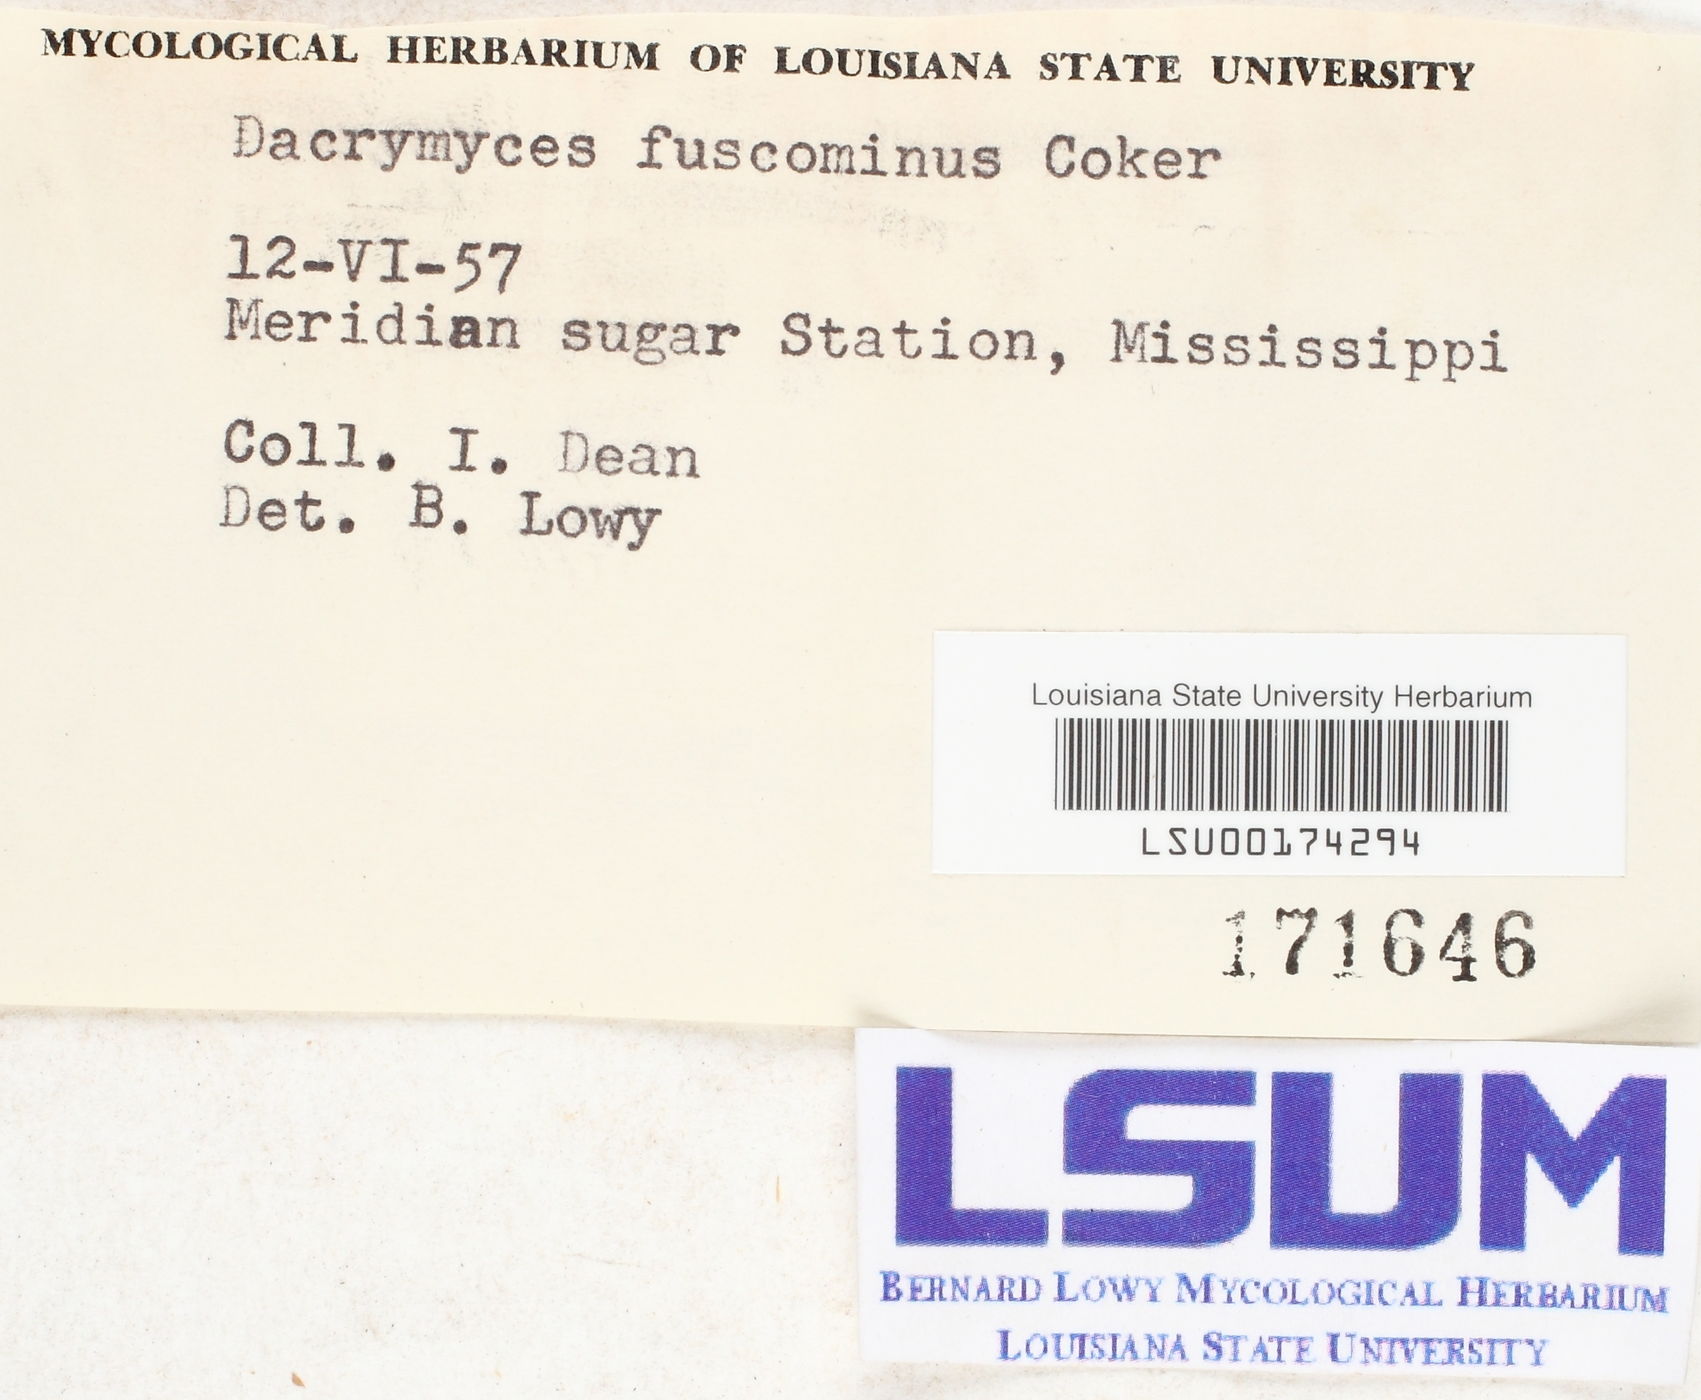 MYCOLOGICAL HERBARIUM OF LOUISIANA STATE UNIVERSITY
Dacrymyces fuscominus Coker
12-VI-57
Meridian sugar Station, Mississippi
Coll. I. Dean
Det. B. Lowy
Louisiana State University Herbarium
LSU00174294
171646
LSUM
BERNARD LOWY MYCOLOGICAL HERBARIUM
LOUISIANA STATE UNIVERSITY